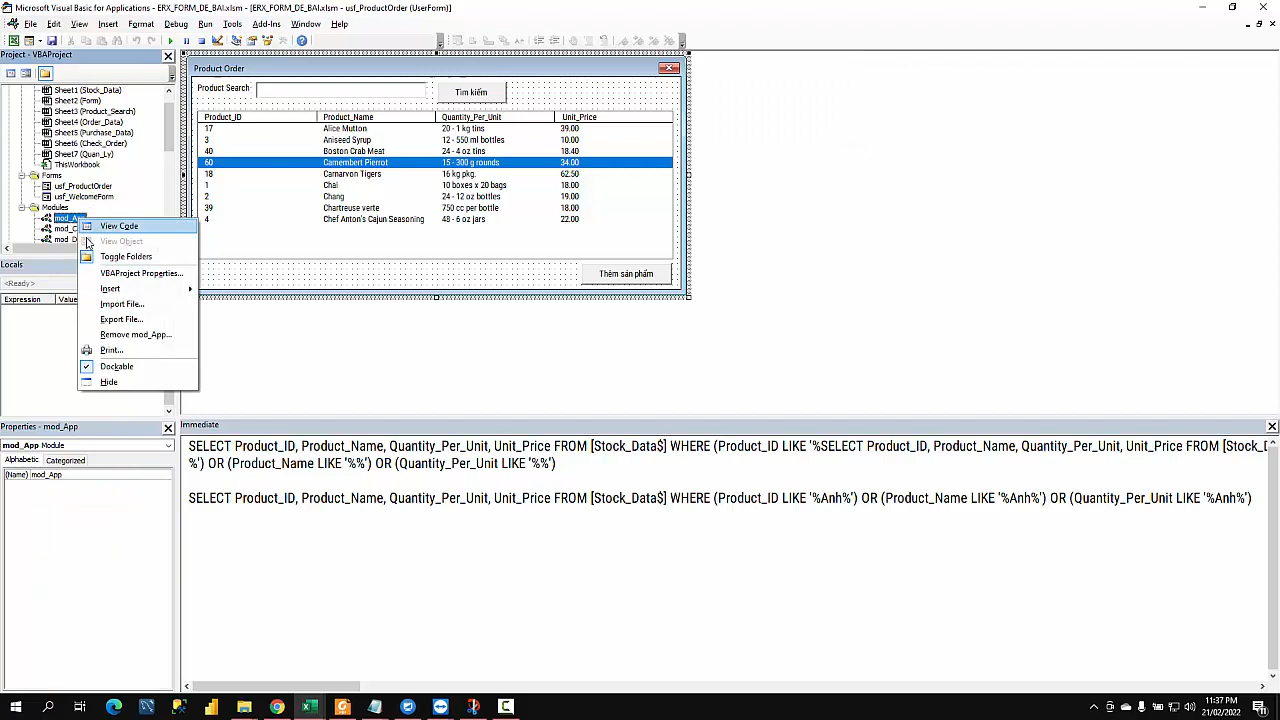 Microsoft Visual Basic for Applications - ERX_FORM_DE_BAI.xlsm - [ERX_FORM_DE_BAI.xlsm - usf_ProductOrder (UserForm)]
File Edit View Insert Format Debug Run Tools Add-Ins Window Help
Project - VBAProject
Sheet1 (Stock_Data)
Sheet2 (Form)
Sheet3 (Product_Search)
Sheet4 (Order_Data)
Sheet5 (Purchase_Data)
Sheet6 (Check_Order)
Sheet7 (Quan_Ly)
ThisWorkbook
Forms
usf_ProductOrder
usf_WelcomeForm
Modules
mod_App
View Code
View Object
Toggle Folders
VBAProject Properties...
Insert
Import File...
Export File...
Remove mod_App...
Print...
Dockable
Hide
Locals
<Ready>
Expression Value
Product Order
Product Search
Tìm kiếm
Product_ID Product_Name Quantity_Per_Unit Unit_Price
17 Alice Mutton 20 - 1 kg tins 39.00
3 Aniseed Syrup 12 - 550 ml bottles 10.00
40 Boston Crab Meat 24 - 4 oz tins 18.40
60 Camembert Pierrot 15 - 300 g rounds 34.00
18 Carnarvon Tigers 16 kg pkg. 62.50
1 Chai 10 boxes x 20 bags 18.00
2 Chang 24 - 12 oz bottles 19.00
39 Chartreuse verte 750 cc per bottle 18.00
4 Chef Anton's Cajun Seasoning 48 - 6 oz jars 22.00
Thêm sản phẩm
Properties - mod_App
mod_App Module
Alphabetic Categorized
(Name) mod_App
Immediate
SELECT Product_ID, Product_Name, Quantity_Per_Unit, Unit_Price FROM [Stock_Data$] WHERE (Product_ID LIKE '%SELECT Product_ID, Product_Name, Quantity_Per_Unit, Unit_Price FROM [Stock_
%') OR (Product_Name LIKE '%%') OR (Quantity_Per_Unit LIKE '%%')
SELECT Product_ID, Product_Name, Quantity_Per_Unit, Unit_Price FROM [Stock_Data$] WHERE (Product_ID LIKE '%Anh%') OR (Product_Name LIKE '%Anh%') OR (Quantity_Per_Unit LIKE '%Anh%')
11:37 PM
21/02/2022